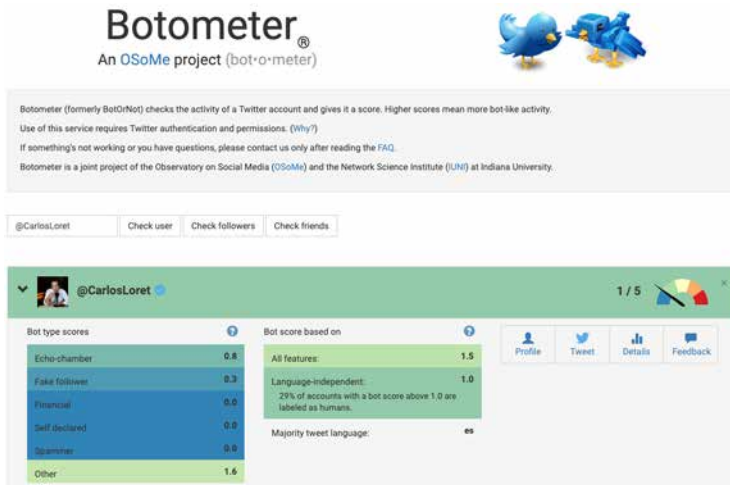 Botometer®
An OSoMe project (bot•o•meter)
Botometer (formerly BotOrNot) checks the activity of a Twitter account and gives it a score. Higher scores mean more bot-like activity.
Use of this service requires Twitter authentication and permissions. (Why?)
If something's not working or you have questions, please contact us only after reading the FAQ.
Botometer is a joint project of the Observatory on Social Media (OSoMe) and the Network Science Institute (IUNI) at Indiana University.
@CarlosLoret Check user Check followers Check friends
@CarlosLoret 1 / 5 ×
Bot type scores ?
Echo-chamber 0.8
Fake follower 0.3
Financial 0.0
Self declared 0.0
Spammer 0.0
Other 1.6
Bot score based on ?
All features: 1.5
Language-independent: 1.0
29% of accounts with a bot score above 1.0 are
labeled as humans.
Majority tweet language: es
Profile Tweet Details Feedback